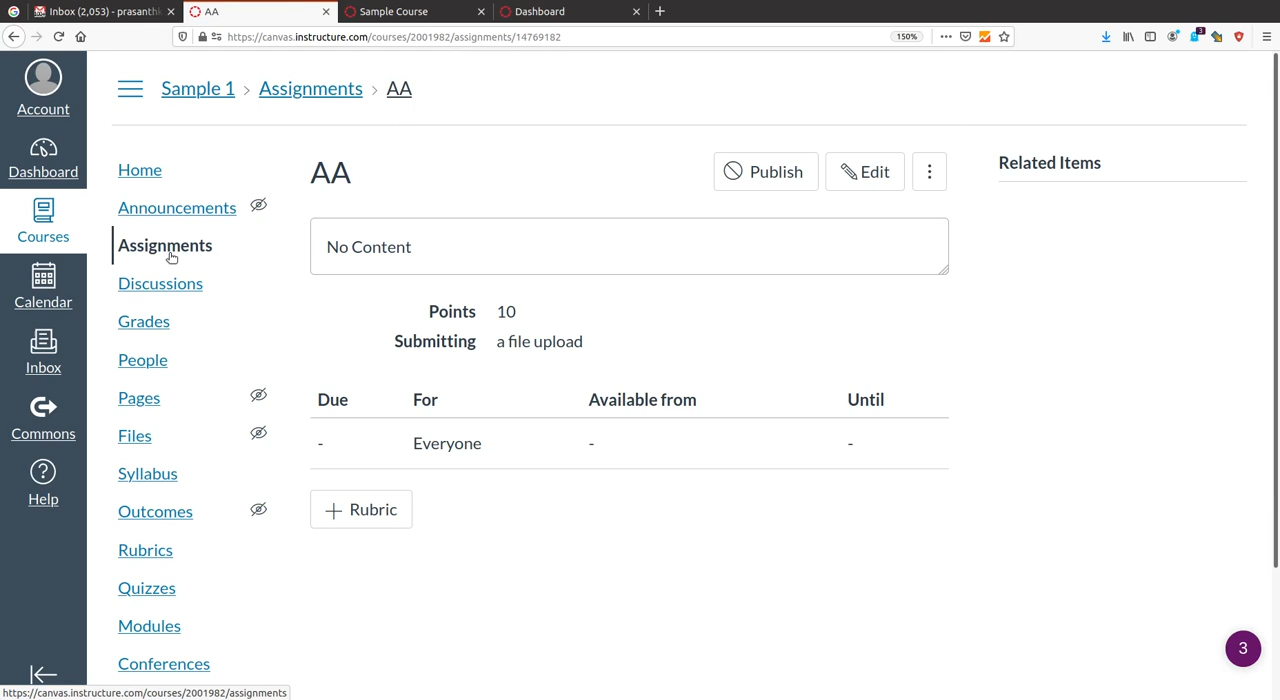 Inbox (2,053) - prasanthi
AA
Sample Course
Dashboard
https://canvas.instructure.com/courses/2001982/assignments/14769182
150%
3
Account
Dashboard
Courses
Calendar
Inbox
Commons
Help
Sample 1 > Assignments > AA
Home
Announcements
Assignments
Discussions
Grades
People
Pages
Files
Syllabus
Outcomes
Rubrics
Quizzes
Modules
Conferences
AA
Publish
Edit
No Content
Points 10
Submitting a file upload
Due For Available from Until
- Everyone - -
+ Rubric
Related Items
3
https://canvas.instructure.com/courses/2001982/assignments